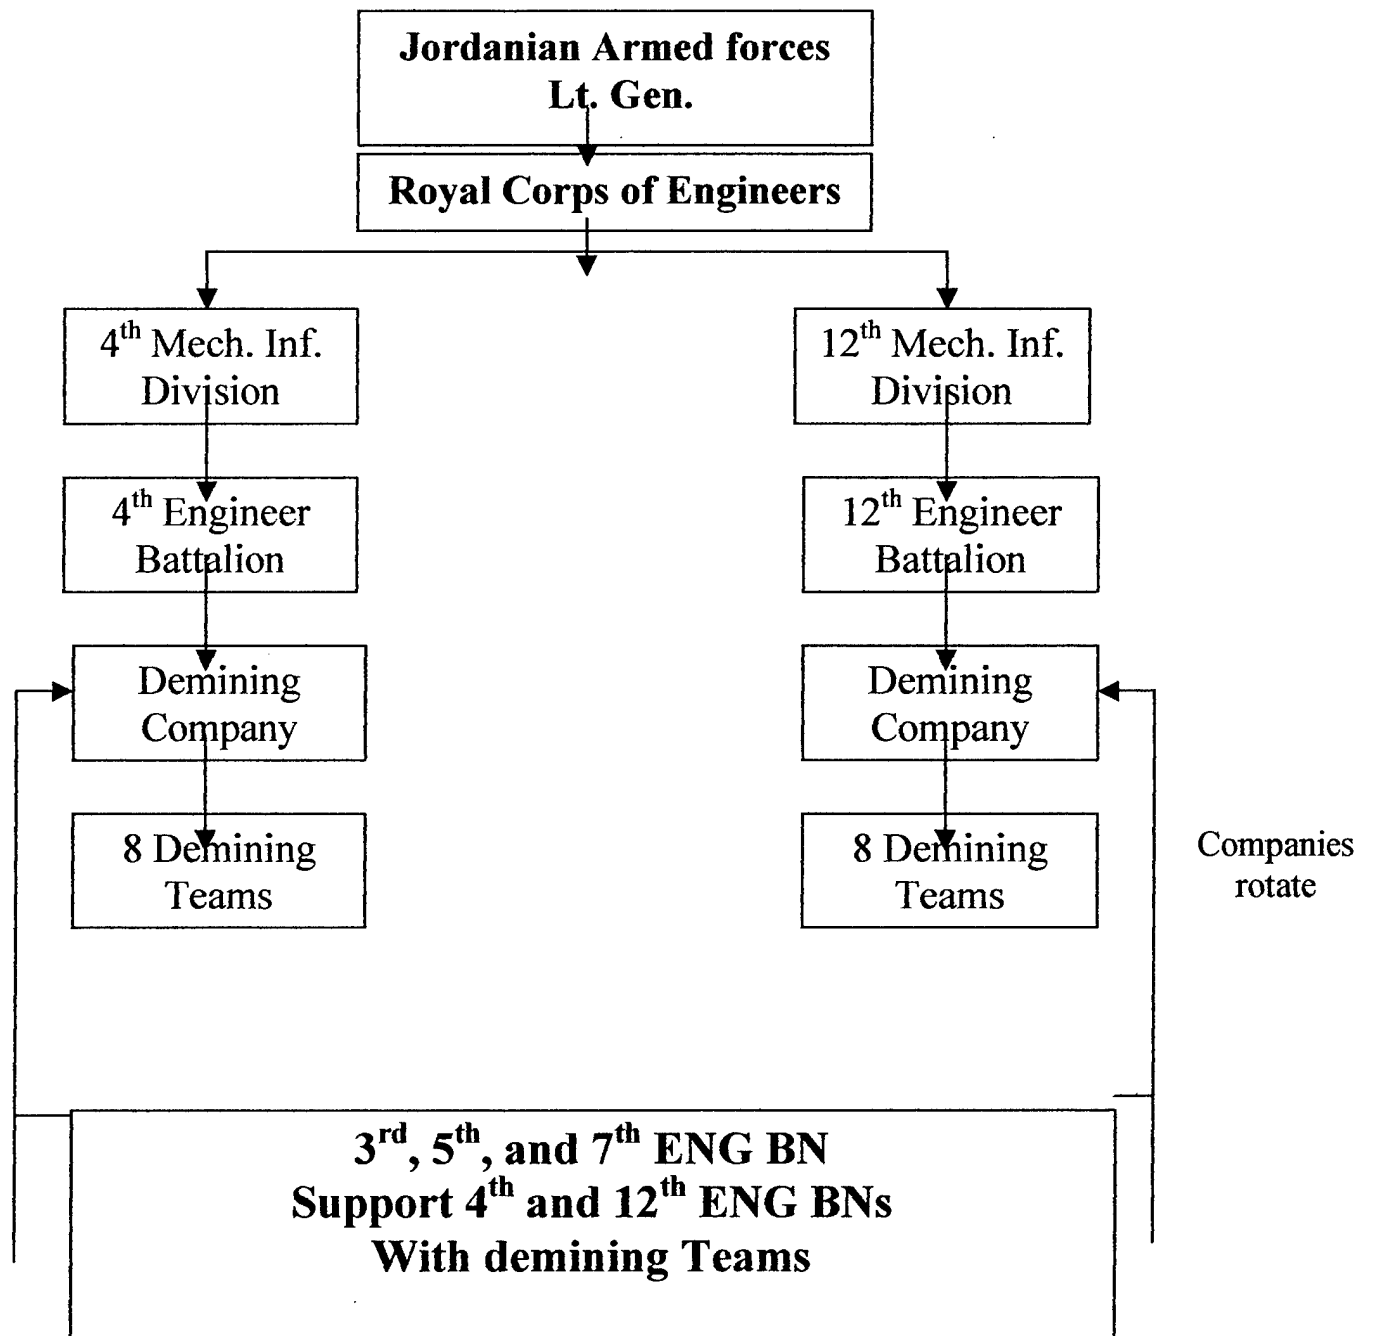 Jordanian Armed forces
Lt. Gen.
Royal Corps of Engineers
4th Mech. Inf.
Division
12th Mech. Inf.
Division
4th Engineer
Battalion
12th Engineer
Battalion
Demining
Company
Demining
Company
8 Demining
Teams
8 Demining
Teams
Companies
rotate
3rd, 5th, and 7th ENG BN
Support 4th and 12th ENG BNs
With demining Teams